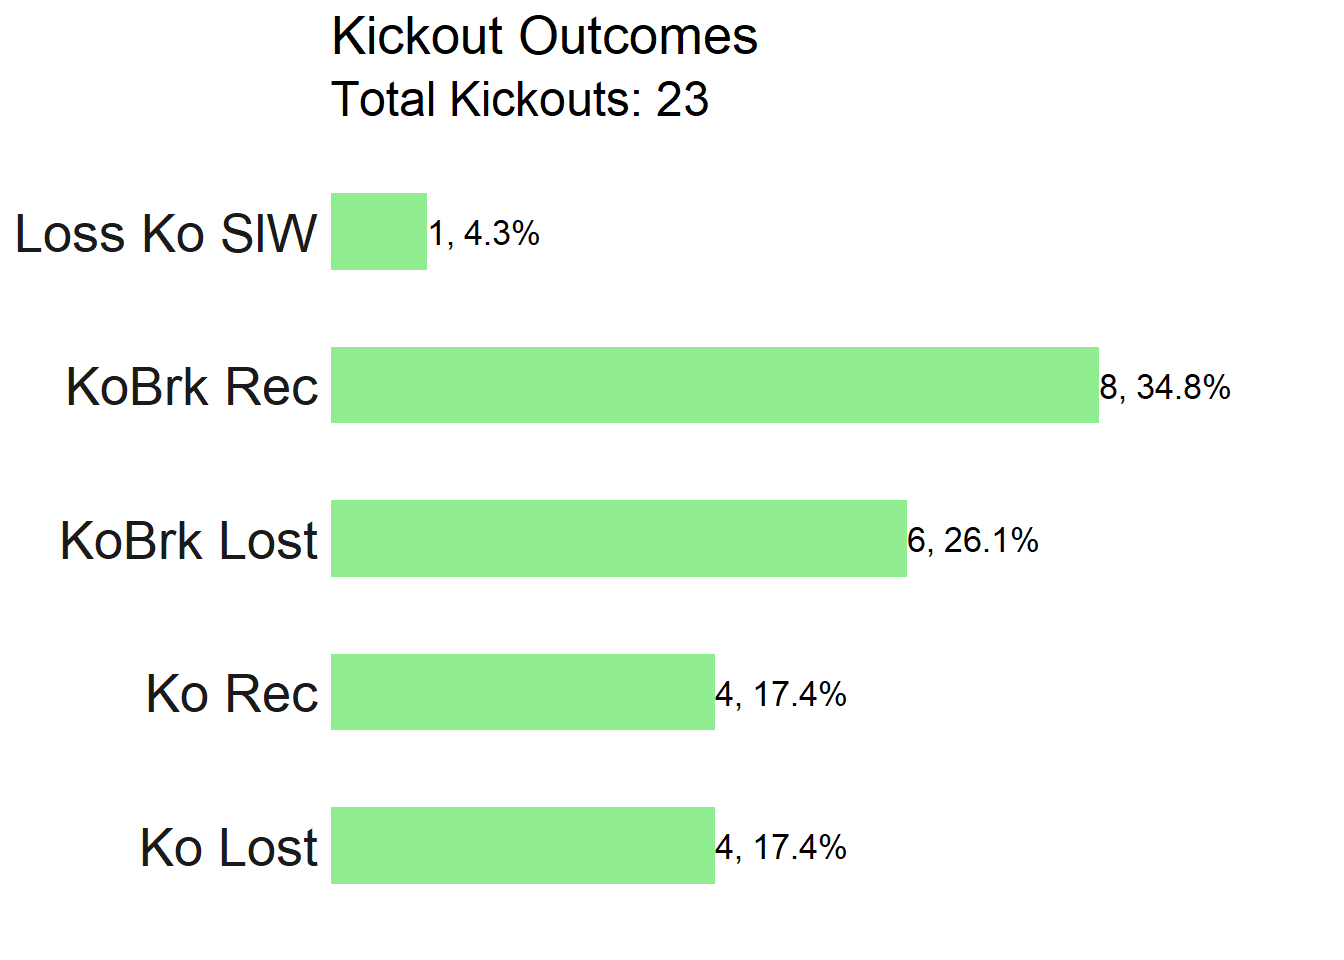 Kickout Outcomes
Total Kickouts: 23
Loss Ko SlW 1, 4.3%
KoBrk Rec 8, 34.8%
KoBrk Lost 6, 26.1%
Ko Rec 4, 17.4%
Ko Lost 4, 17.4%